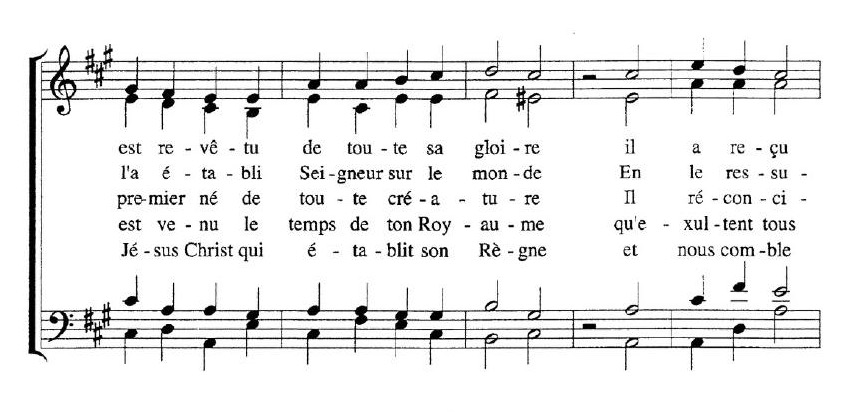 est re - vê - tu de tou - te sa gloi - re il a re - çu
l'a é - ta - bli Sei - gneur sur le mon - de En le res - su -
pre - mier né de tou - te cré - a - tu - re Il ré - con - ci -
est ve - nu le temps de ton Roy - au - me qu'e - xul - tent tous
Jé - sus Christ qui é - ta - blit son Rè - gne et nous com - ble